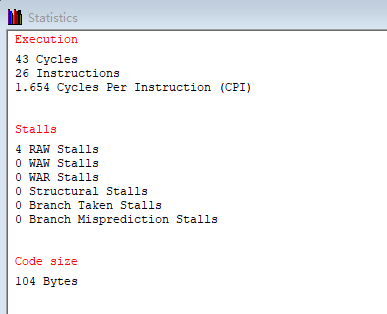 Statistics
Execution
43 Cycles
26 Instructions
1.654 Cycles Per Instruction (CPI)
Stalls
4 RAW Stalls
0 WAW Stalls
0 WAR Stalls
0 Structural Stalls
0 Branch Taken Stalls
0 Branch Misprediction Stalls
Code size
104 Bytes